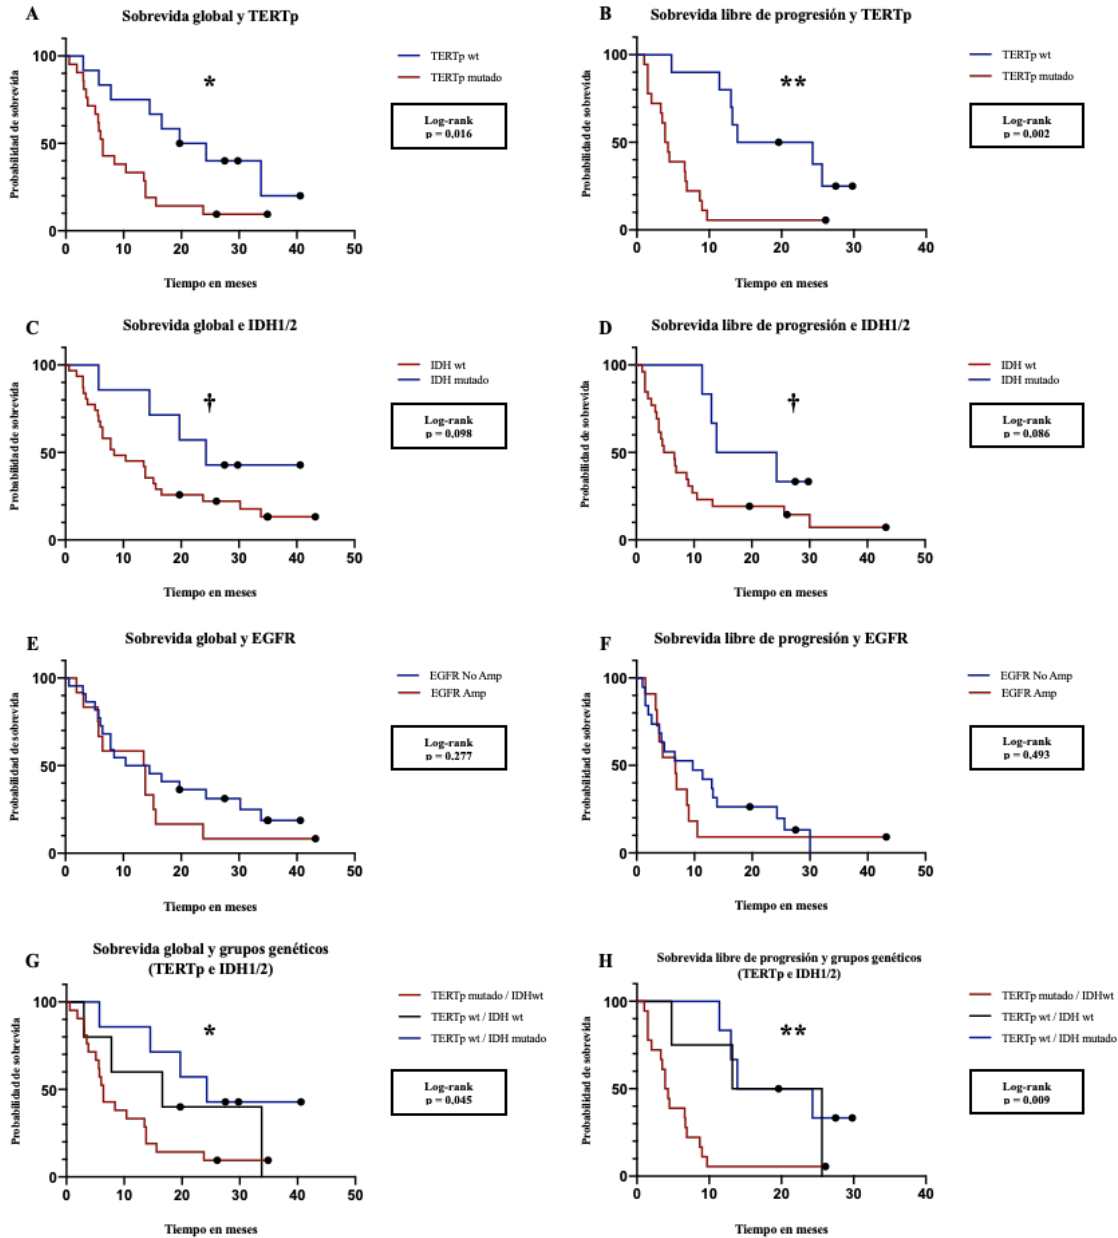 A
Sobrevida global y TERTp
Probabilidad de sobrevida
100
50
0
0 10 20 30 40 50
Tiempo en meses
*
TERTp wt
TERTp mutado
Log-rank
p = 0,016
B
Sobrevida libre de progresión y TERTp
Probabilidad de sobrevida
100
50
0
0 10 20 30 40
Tiempo en meses
**
TERTp wt
TERTp mutado
Log-rank
p = 0,002
C
Sobrevida global e IDH1/2
Probabilidad de sobrevida
100
50
0
0 10 20 30 40 50
Tiempo en meses
†
IDH wt
IDH mutado
Log-rank
p = 0,098
D
Sobrevida libre de progresión e IDH1/2
Probabilidad de sobrevida
100
50
0
0 10 20 30 40 50
Tiempo en meses
†
IDH wt
IDH mutado
Log-rank
p = 0,086
E
Sobrevida global y EGFR
Probabilidad de sobrevida
100
50
0
0 10 20 30 40 50
Tiempo en meses
EGFR No Amp
EGFR Amp
Log-rank
p = 0,277
F
Sobrevida libre de progresión y EGFR
Probabilidad de sobrevida
100
50
0
0 10 20 30 40 50
Tiempo en meses
EGFR No Amp
EGFR Amp
Log-rank
p = 0,493
G
Sobrevida global y grupos genéticos
(TERTp e IDH1/2)
Probabilidad de sobrevida
100
50
0
0 10 20 30 40 50
Tiempo en meses
*
TERTp mutado / IDHwt
TERTp wt / IDH wt
TERTp wt / IDH mutado
Log-rank
p = 0,045
H
Sobrevida libre de progresión y grupos genéticos
(TERTp e IDH1/2)
Probabilidad de sobrevida
100
50
0
0 10 20 30 40
Tiempo en meses
**
TERTp mutado / IDHwt
TERTp wt / IDH wt
TERTp wt / IDH mutado
Log-rank
p = 0,009